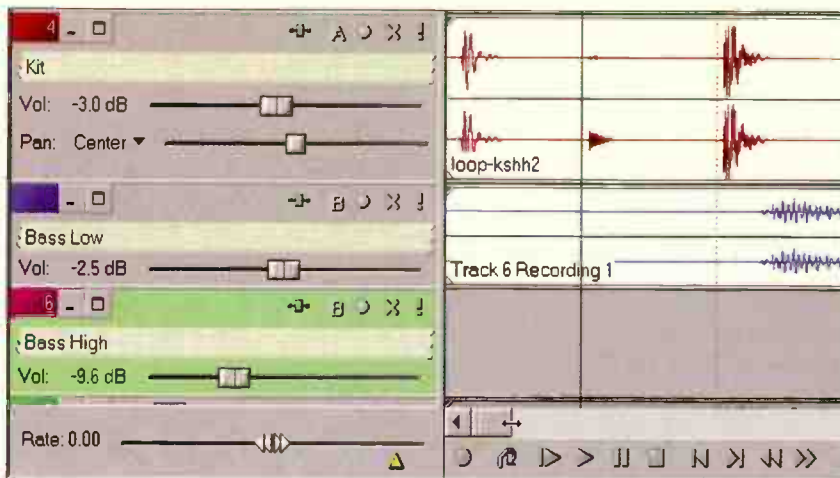 4
A
Kit
Vol: -3.0 dB
Pan: Center
loop-kshh2
B
Bass Low
Vol: -2.5 dB
Track 6 Recording 1
6
B
Bass High
Vol: -9.6 dB
Rate: 0.00